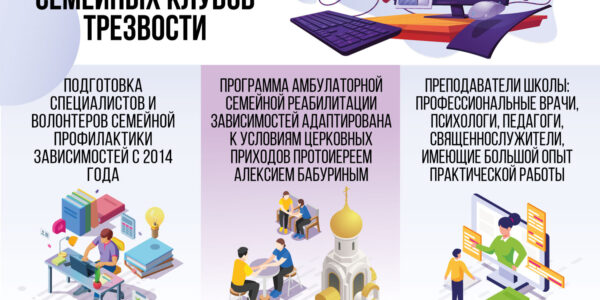 СЕМЕЙНЫХ КЛУБОВ
ТРЕЗВОСТИ
ПОДГОТОВКА
СПЕЦИАЛИСТОВ И
ВОЛОНТЕРОВ СЕМЕЙНОЙ
ПРОФИЛАКТИКИ
ЗАВИСИМОСТЕЙ С 2014
ГОДА
ПРОГРАММА АМБУЛАТОРНОЙ
СЕМЕЙНОЙ РЕАБИЛИТАЦИИ
ЗАВИСИМОСТЕЙ АДАПТИРОВАНА
К УСЛОВИЯМ ЦЕРКОВНЫХ
ПРИХОДОВ ПРОТОИЕРЕЕМ
АЛЕКСИЕМ БАБУРИНЫМ
ПРЕПОДАВАТЕЛИ ШКОЛЫ:
ПРОФЕССИОНАЛЬНЫЕ ВРАЧИ,
ПСИХОЛОГИ, ПЕДАГОГИ,
СВЯЩЕННОСЛУЖИТЕЛИ,
ИМЕЮЩИЕ БОЛЬШОЙ ОПЫТ
ПРАКТИЧЕСКОЙ РАБОТЫ